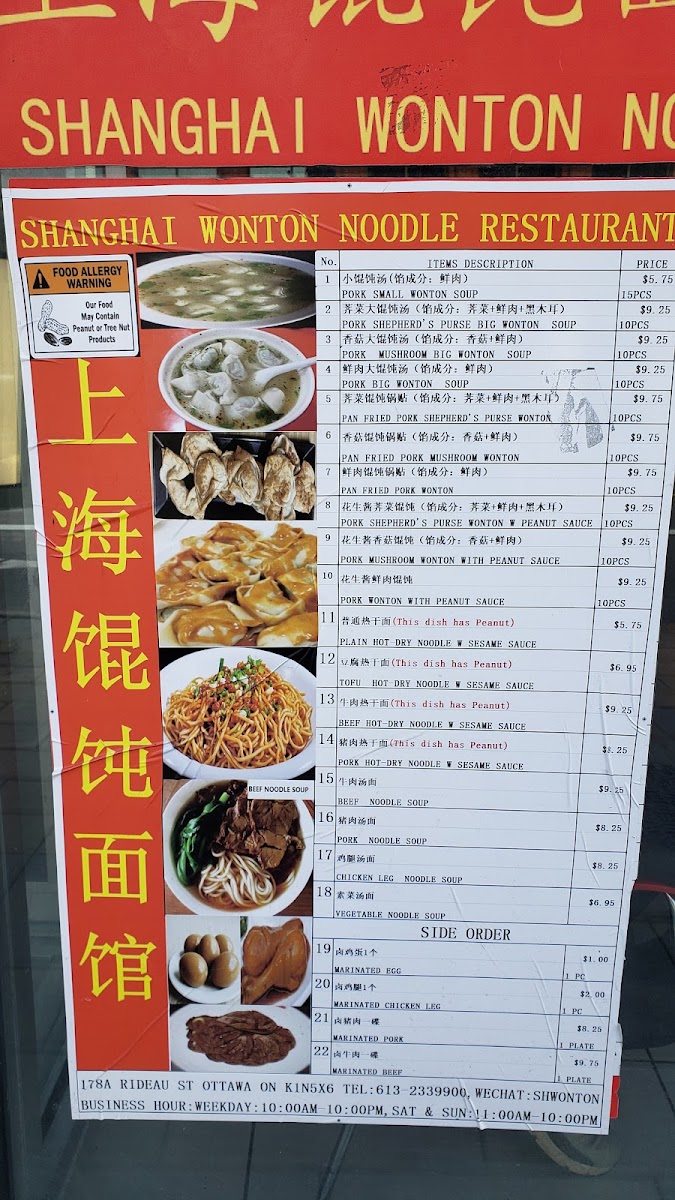 SHANGHAI WONTON NO
SHANGHAI WONTON NOODLE RESTAURANT
FOOD ALLERGY
WARNING
Our Food
May Contain
Peanut or Tree Nut
Products
上海馄饨面馆
BEEF NOODLE SOUP
No. ITEMS DESCRIPTION PRICE
1 小馄饨汤(馅成分: 鲜肉) $5.75
PORK SMALL WONTON SOUP 15PCS
2 荠菜大馄饨汤(馅成分: 荠菜+鲜肉+黑木耳) $9.25
PORK SHEPHERD'S PURSE BIG WONTON SOUP 10PCS
3 香菇大馄饨汤(馅成分: 香菇+鲜肉) $9.25
PORK MUSHROOM BIG WONTON SOUP 10PCS
4 鲜肉大馄饨汤(馅成分: 鲜肉) $9.25
PORK BIG WONTON SOUP 10PCS
5 荠菜馄饨锅贴(馅成分: 荠菜+鲜肉+黑木耳) $9.75
PAN FRIED PORK SHEPHERD'S PURSE WONTON 10PCS
6 香菇馄饨锅贴(馅成分: 香菇+鲜肉) $9.75
PAN FRIED PORK MUSHROOM WONTON 10PCS
7 鲜肉馄饨锅贴(馅成分: 鲜肉) $9.75
PAN FRIED PORK WONTON 10PCS
8 花生酱荠菜馄饨(馅成分: 荠菜+鲜肉+黑木耳) $9.25
PORK SHEPHERD'S PURSE WONTON W PEANUT SAUCE 10PCS
9 花生酱香菇馄饨(馅成分: 香菇+鲜肉) $9.25
PORK MUSHROOM WONTON WITH PEANUT SAUCE 10PCS
10 花生酱鲜肉馄饨 $9.25
PORK WONTON WITH PEANUT SAUCE 10PCS
11 普通热干面(This dish has Peanut) $5.75
PLAIN HOT-DRY NOODLE W SESAME SAUCE
12 腐热干面(This dish has Peanut) $6.95
TOFU HOT-DRY NOODLE W SESAME SAUCE
13 牛肉热干面(This dish has Peanut) $9.25
BEEF HOT-DRY NOODLE W SESAME SAUCE
14 猪肉热干面(This dish has Peanut) $8.25
PORK HOT-DRY NOODLE W SESAME SAUCE
15 牛肉汤面 $9.25
BEEF NOODLE SOUP
16 猪肉汤面 $8.25
PORK NOODLE SOUP
17 鸡腿汤面 $8.25
CHICKEN LEG NOODLE SOUP
18 素菜汤面 $6.95
VEGETABLE NOODLE SOUP
SIDE ORDER
19 卤鸡蛋1个 $1.00
MARINATED EGG 1 PC
20 卤鸡腿1个 $2.00
MARINATED CHICKEN LEG 1 PC
21 卤猪肉一碟 $8.25
MARINATED PORK 1 PLATE
22 卤牛肉一碟 $9.75
MARINATED BEEF 1 PLATE
178A RIDEAU ST OTTAWA ON K1N5X6 TEL:613-2339900,WECHAT:SHWONTON
BUSINESS HOUR:WEEKDAY:10:00AM-10:00PM,SAT & SUN:11:00AM-10:00PM